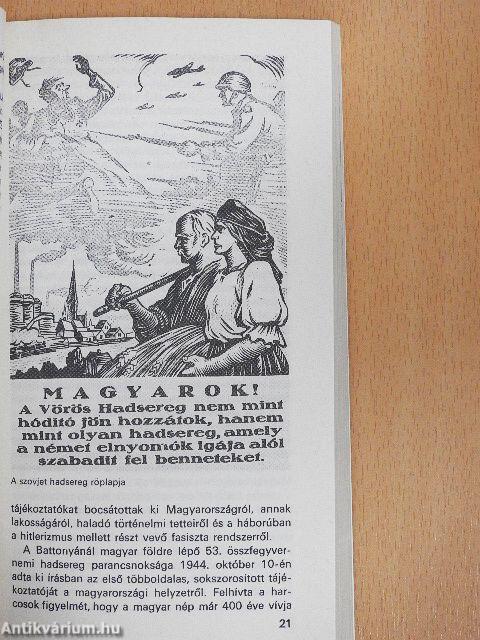 MAGYAROK!
A Vörös Hadsereg nem mint
hóditó jön hozzátok, hanem
mint olyan hadsereg, amely
a német elnyomók igája alól
szabadit fel benneteket.
A szovjet hadsereg röplapja
tájékoztatókat bocsátottak ki Magyarországról, annak
lakosságáról, haladó történelmi tetteiről és a háborúban
a hitlerizmus mellett részt vevő fasiszta rendszerről.
A Battonyánál magyar földre lépő 53. összfegyver-
nemi hadsereg parancsnoksága 1944. október 10-én
adta ki írásban az első többoldalas, sokszorosított tájé-
koztatóját a magyarországi helyzetről. Felhívta a har-
cosok figyelmét, hogy a magyar nép már 400 éve vívja
21
Antikvárium.hu